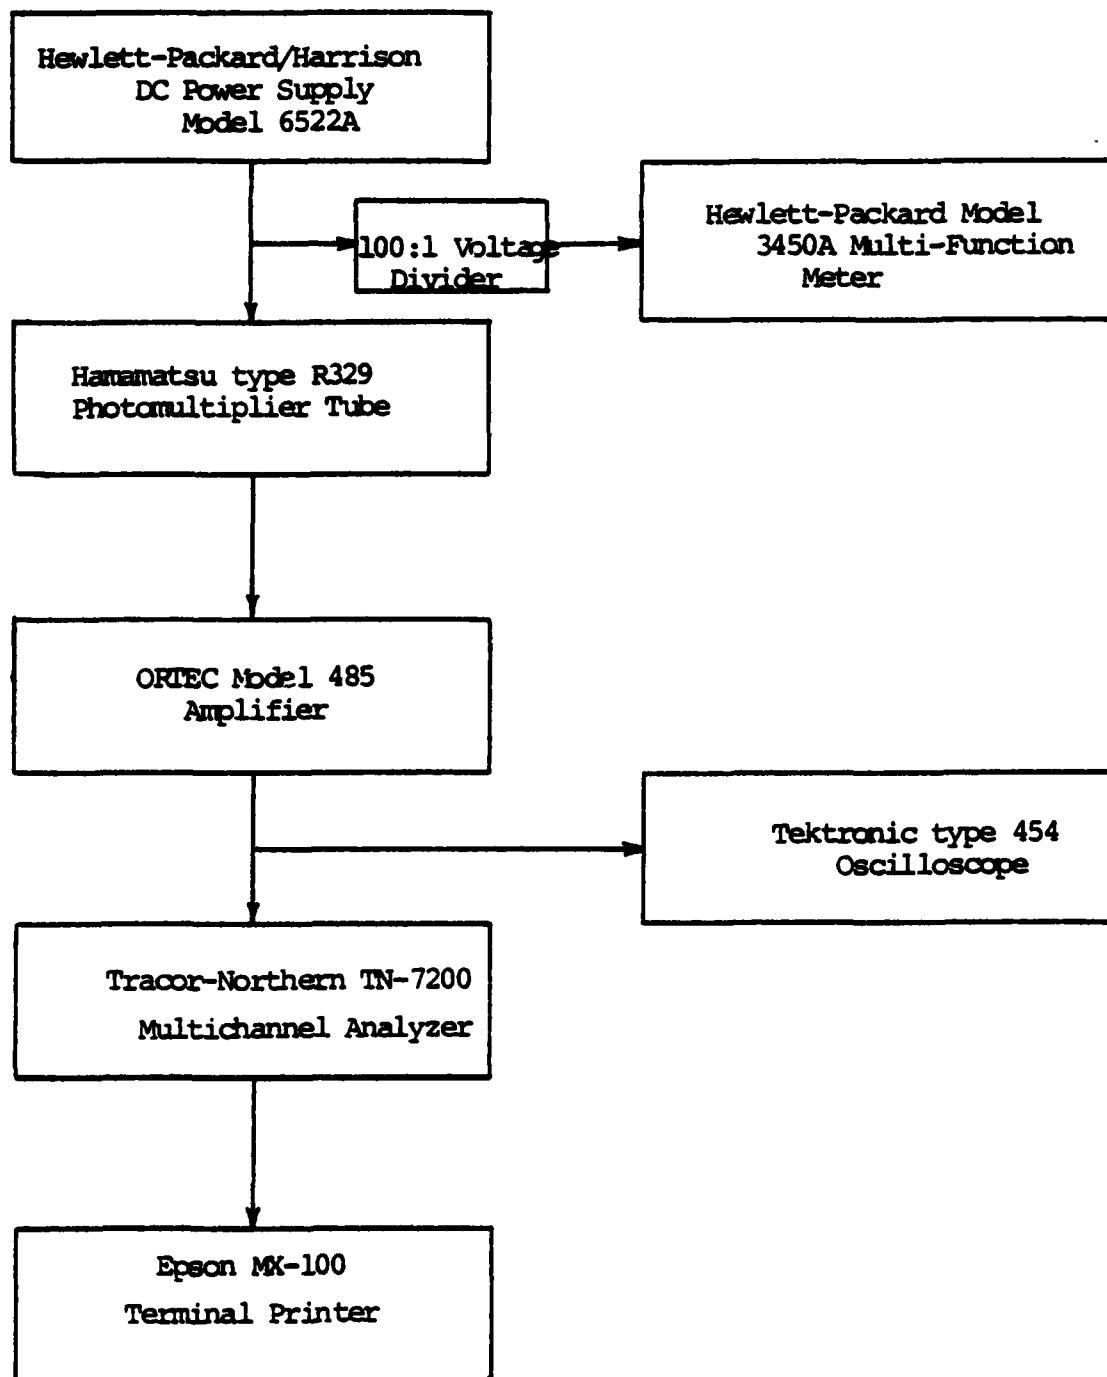 Hewlett-Packard/Harrison
DC Power Supply
Model 6522A
100:1 Voltage
Divider
Hewlett-Packard Model
3450A Multi-Function
Meter
Hamamatsu type R329
Photomultiplier Tube
ORTEC Model 485
Amplifier
Tektronic type 454
Oscilloscope
Tracor-Northern TN-7200
Multichannel Analyzer
Epson MX-100
Terminal Printer